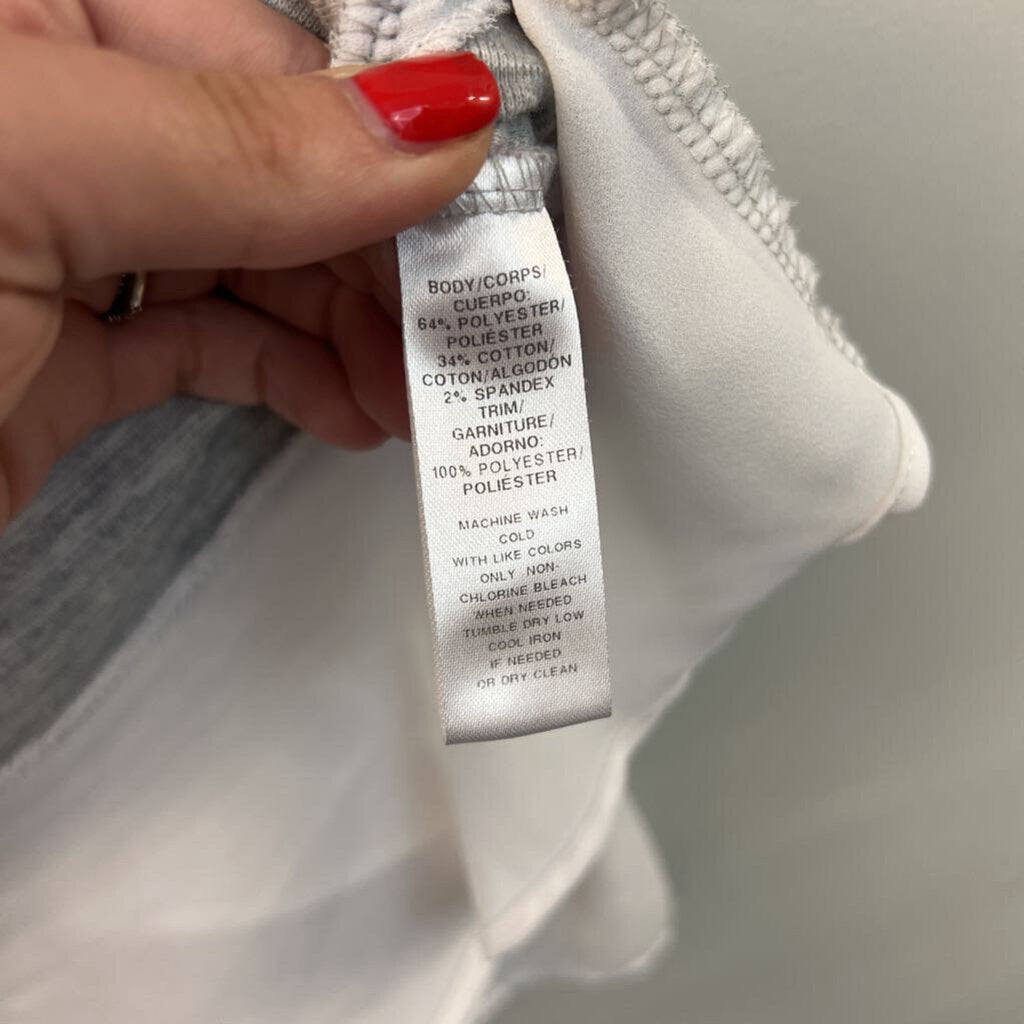 BODY/CORPS/
CUERPO:
64% POLYESTER/
POLIÉSTER
34% COTTON/
COTON/ALGODÓN
2% SPANDEX
TRIM/
GARNITURE/
ADORNO:
100% POLYESTER/
POLIÉSTER
MACHINE WASH
COLD
WITH LIKE COLORS
ONLY NON-
CHLORINE BLEACH
WHEN NEEDED
TUMBLE DRY LOW
COOL IRON
IF NEEDED
OR DRY CLEAN